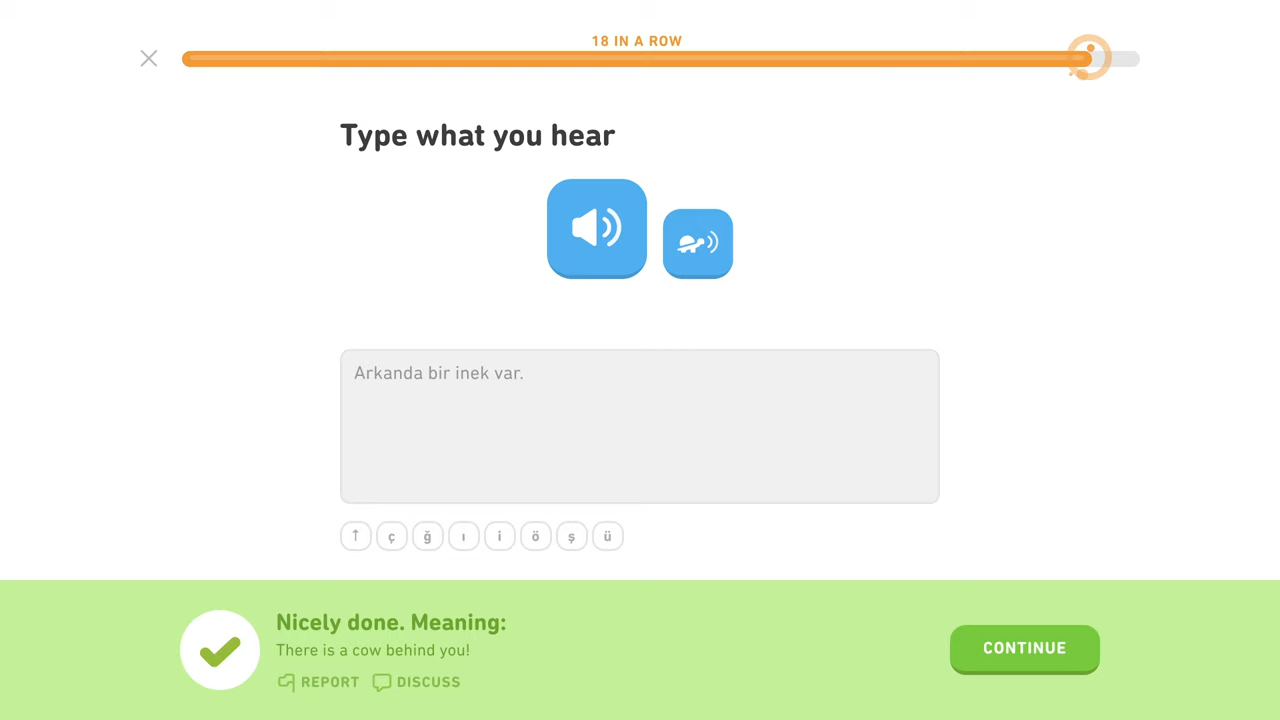 18 IN A ROW
Type what you hear
Arkanda bir inek var.
↑ ç ğ ı i ö ş ü
Nicely done. Meaning:
There is a cow behind you!
REPORT DISCUSS
CONTINUE